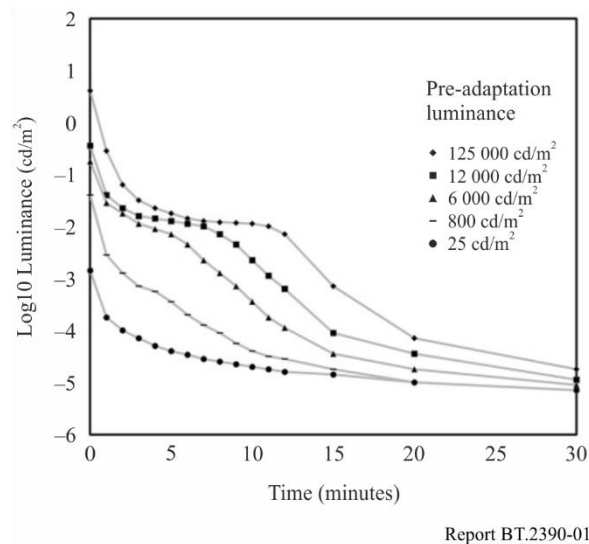 2
1
0
–1
–2
–3
–4
–5
–6
Log10 Luminance (cd/m²)
Pre-adaptation
luminance
125 000 cd/m²
12 000 cd/m²
6 000 cd/m²
800 cd/m²
25 cd/m²
0 5 10 15 20 25 30
Time (minutes)
Report BT.2390-01